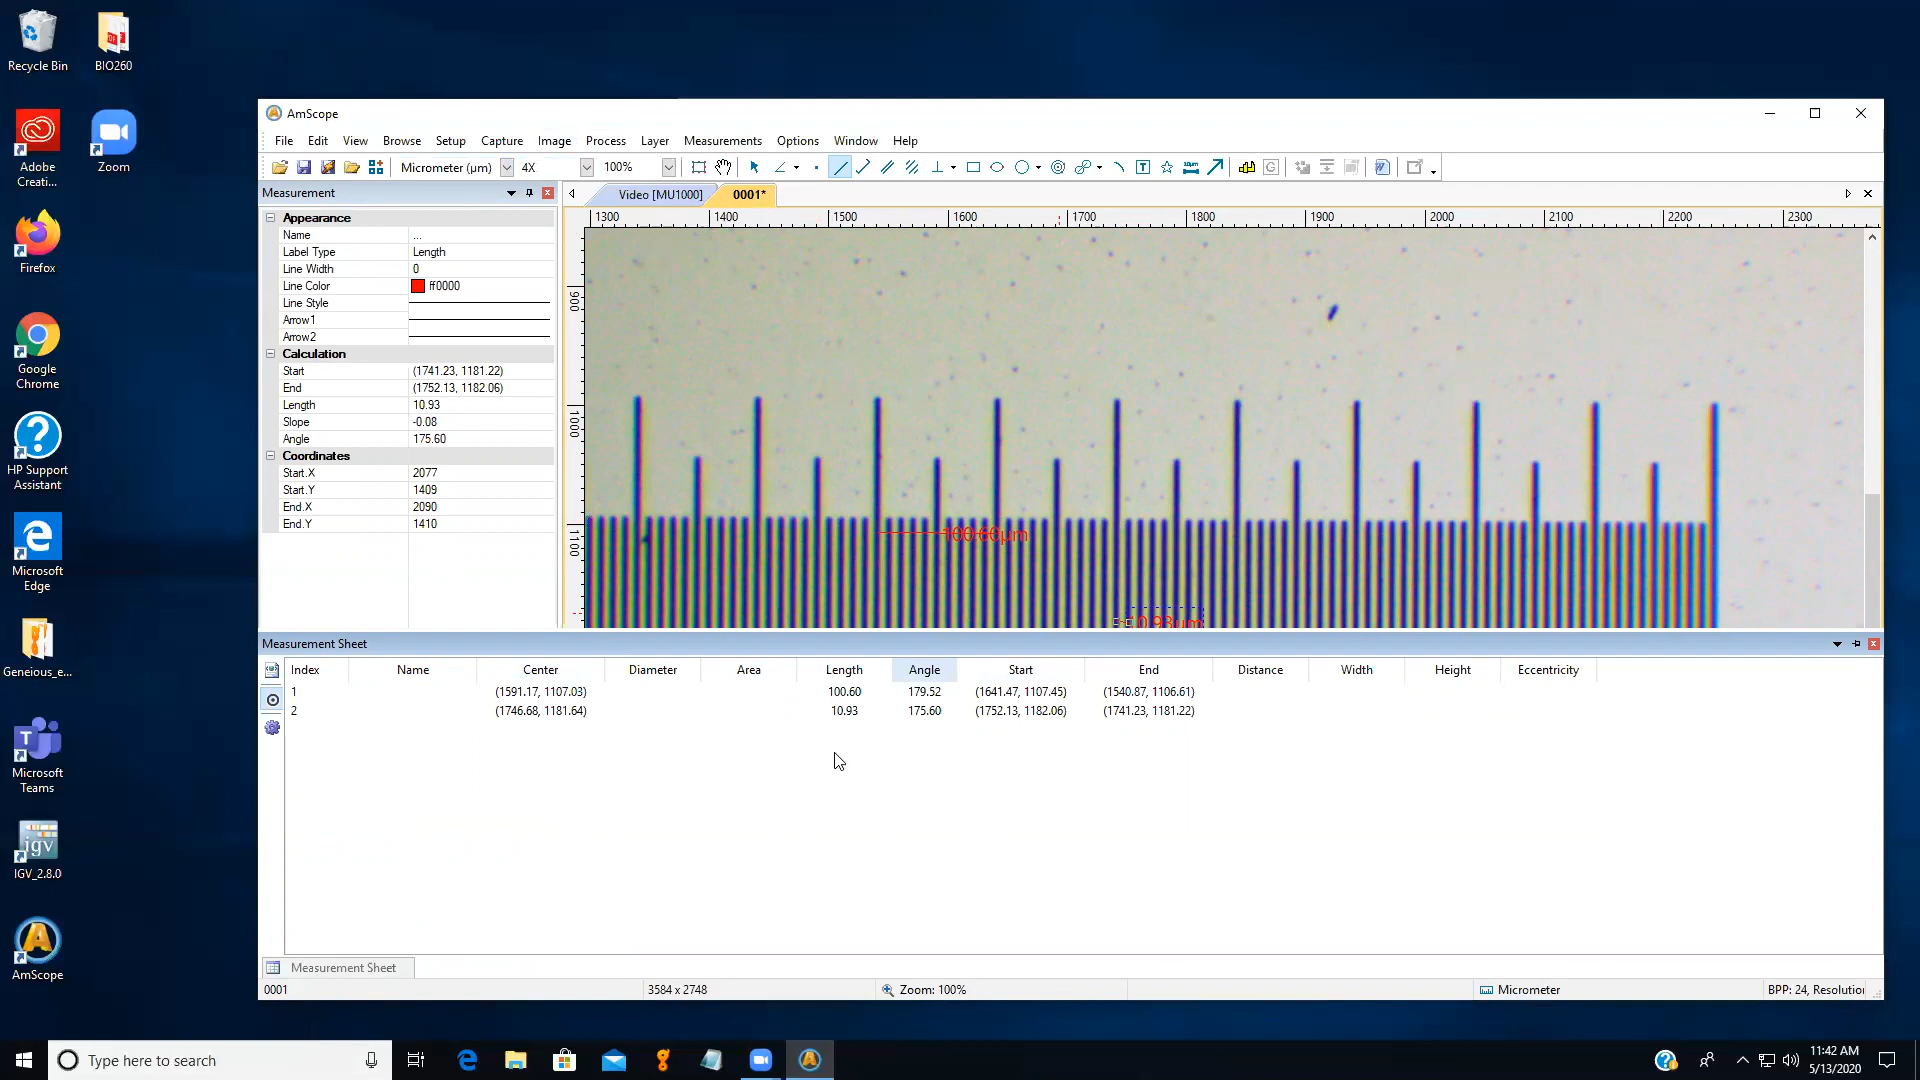 Recycle Bin
BIO260
Adobe
Creati...
Zoom
Firefox
Google
Chrome
HP Support
Assistant
Microsoft
Edge
Geneious_e...
Microsoft
Teams
igv
IGV_2.8.0
AmScope
AmScope
File Edit View Browse Setup Capture Image Process Layer Measurements Options Window Help
Micrometer (µm) 4X 100%
Measurement
Video [MU1000] 0001*
Appearance
Name ...
Label Type Length
Line Width 0
Line Color ff0000
Line Style
Arrow1
Arrow2
Calculation
Start (1741.23, 1181.22)
End (1752.13, 1182.06)
Length 10.93
Slope -0.08
Angle 175.60
Coordinates
Start.X 2077
Start.Y 1409
End.X 2090
End.Y 1410
1300 1400 1500 1600 1700 1800 1900 2000 2100 2200 2300
900
1000
1100
100.60µm
10.93µm
Measurement Sheet
Index Name Center Diameter Area Length Angle Start End Distance Width Height Eccentricity
1 (1591.17, 1107.03) 100.60 179.52 (1641.47, 1107.45) (1540.87, 1106.61)
2 (1746.68, 1181.64) 10.93 175.60 (1752.13, 1182.06) (1741.23, 1181.22)
Measurement Sheet
0001 3584 x 2748 Zoom: 100% Micrometer BPP: 24, Resolutior
Type here to search
11:42 AM
5/13/2020